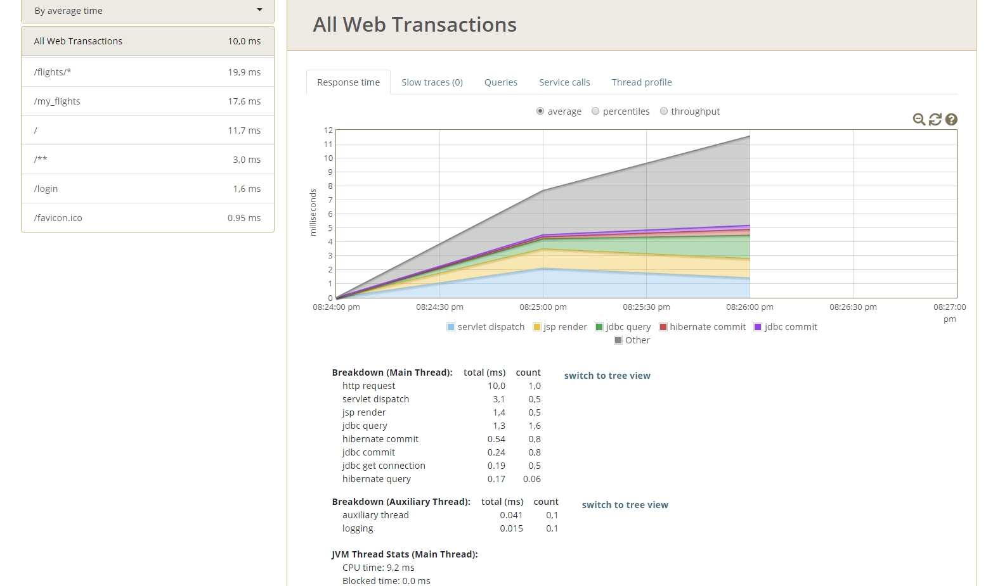 By average time
All Web Transactions 10,0 ms
/flights/* 19,9 ms
/my_flights 17,6 ms
/ 11,7 ms
/** 3,0 ms
/login 1,6 ms
/favicon.ico 0.95 ms
All Web Transactions
Response time Slow traces (0) Queries Service calls Thread profile
average percentiles throughput
milliseconds
12
11
10
9
8
7
6
5
4
3
2
1
0
08:24:00 pm 08:24:30 pm 08:25:00 pm 08:25:30 pm 08:26:00 pm 08:26:30 pm 08:27:00
pm
servlet dispatch jsp render jdbc query hibernate commit jdbc commit
Other
Breakdown (Main Thread): total (ms) count switch to tree view
http request 10,0 1,0
servlet dispatch 3,1 0,5
jsp render 1,4 0,5
jdbc query 1,3 1,6
hibernate commit 0.54 0,8
jdbc commit 0.24 0,8
jdbc get connection 0.19 0,5
hibernate query 0.17 0.06
Breakdown (Auxiliary Thread): total (ms) count switch to tree view
auxiliary thread 0.041 0,1
logging 0.015 0,1
JVM Thread Stats (Main Thread):
CPU time: 9,2 ms
Blocked time: 0.0 ms